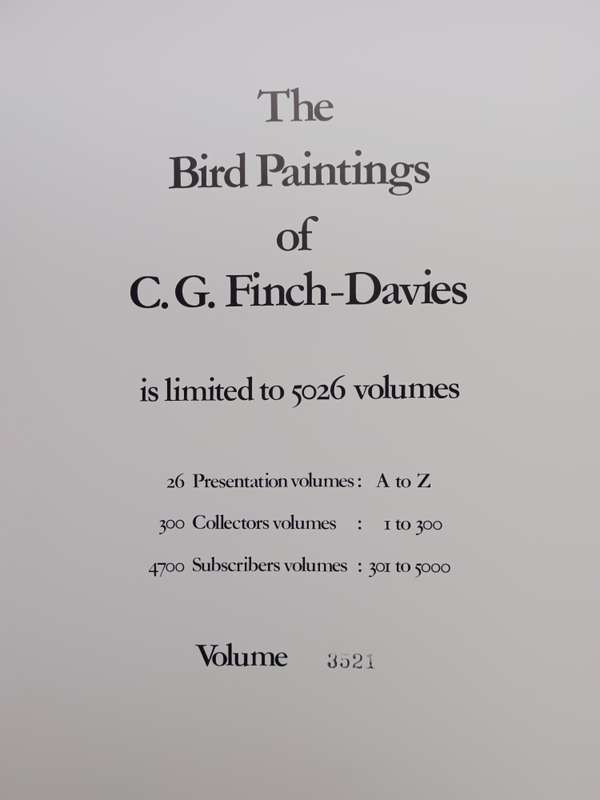 The
Bird Paintings
of
C. G. Finch-Davies
is limited to 5026 volumes
26 Presentation volumes : A to Z
300 Collectors volumes : 1 to 300
4700 Subscribers volumes : 301 to 5000
Volume 3521